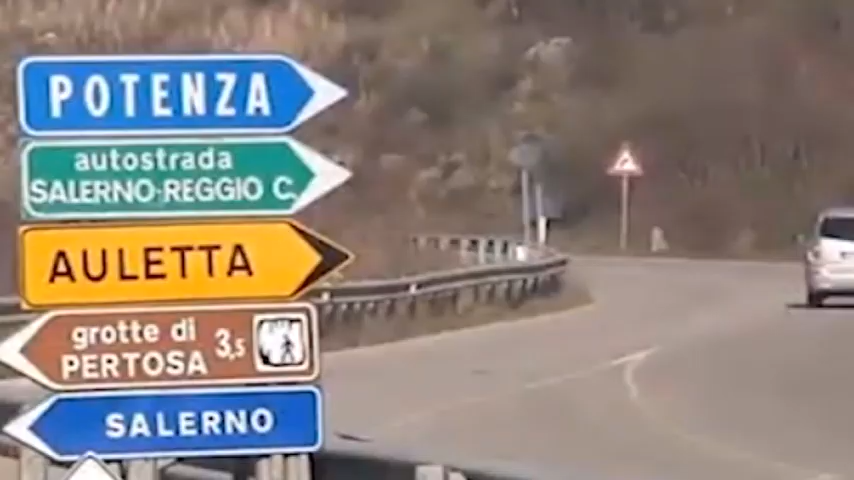 POTENZA
autostrada
SALERNO-REGGIO C.
AULETTA
grotte di
PERTOSA 3,5
SALERNO